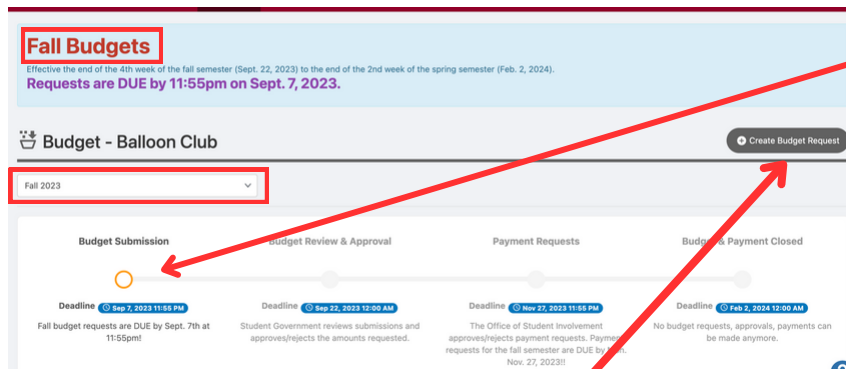 Fall Budgets
Effective the end of the 4th week of the fall semester (Sept. 22, 2023) to the end of the 2nd week of the spring semester (Feb. 2, 2024).
Requests are DUE by 11:55pm on Sept. 7, 2023.
Budget - Balloon Club
Create Budget Request
Fall 2023
Budget Submission
Deadline Sep 7, 2023 11:55 PM
Fall budget requests are DUE by Sept. 7th at
11:55pm!
Budget Review & Approval
Deadline Sep 22, 2023 12:00 AM
Student Government reviews submissions and
approves/rejects the amounts requested.
Payment Requests
Deadline Nov 27, 2023 11:55 PM
The Office of Student Involvement
approves/rejects payment requests. Payment
requests for the fall semester are DUE by
Nov. 27, 2023!!
Budget & Payment Closed
Deadline Feb 2, 2024 12:00 AM
No budget requests, approvals, payments can
be made anymore.